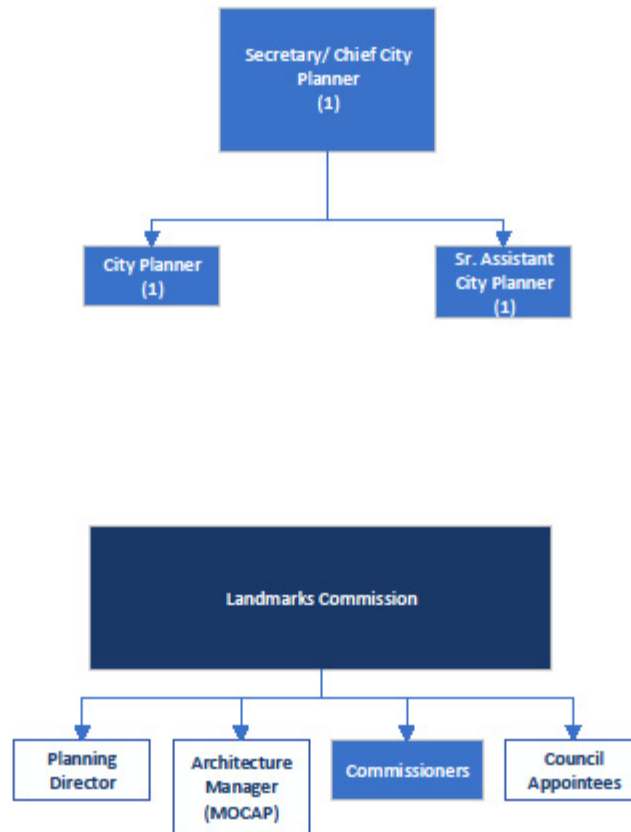 Secretary/ Chief City
Planner
(1)
City Planner
(1)
Sr. Assistant
City Planner
(1)
Landmarks Commission
Planning
Director
Architecture
Manager
(MOCAP)
Commissioners
Council
Appointees